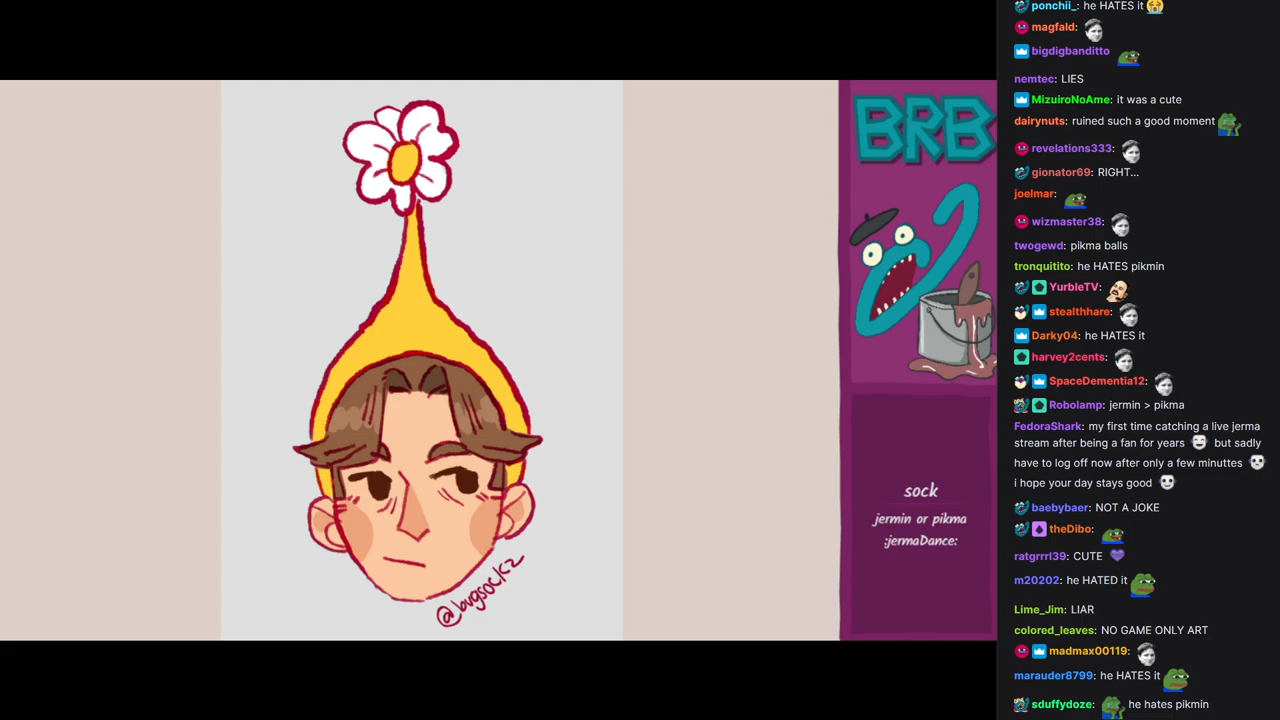 @bugsockz
BRB
sock
jermin or pikma
:jermaDance:
ponchii_: he HATES it
magfald:
bigdigbanditto
nemtec: LIES
MizuiroNoAme: it was a cute
dairynuts: ruined such a good moment
revelations333:
gionator69: RIGHT...
joelmar:
wizmaster38:
twogewd: pikma balls
tronquitito: he HATES pikmin
YurbleTV:
stealthhare:
Darky04: he HATES it
harvey2cents:
SpaceDementia12:
Robolamp: jermin > pikma
FedoraShark: my first time catching a live jerma
stream after being a fan for years but sadly
have to log off now after only a few minuttes
i hope your day stays good
baebybaer: NOT A JOKE
theDibo:
ratgrrrl39: CUTE
m20202: he HATED it
Lime_Jim: LIAR
colored_leaves: NO GAME ONLY ART
madmax00119:
marauder8799: he HATES it
sduffydoze: he hates pikmin